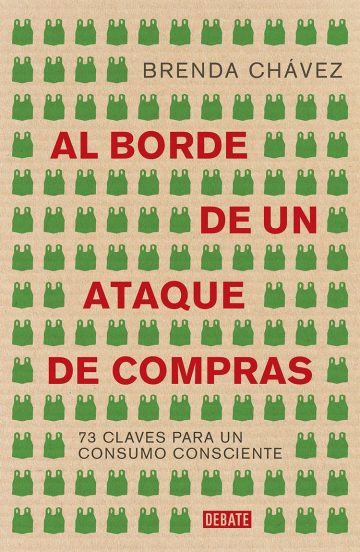 BRENDA CHÁVEZ
AL BORDE
DE UN
ATAQUE
DE COMPRAS
73 CLAVES PARA UN
CONSUMO CONSCIENTE
DEBATE